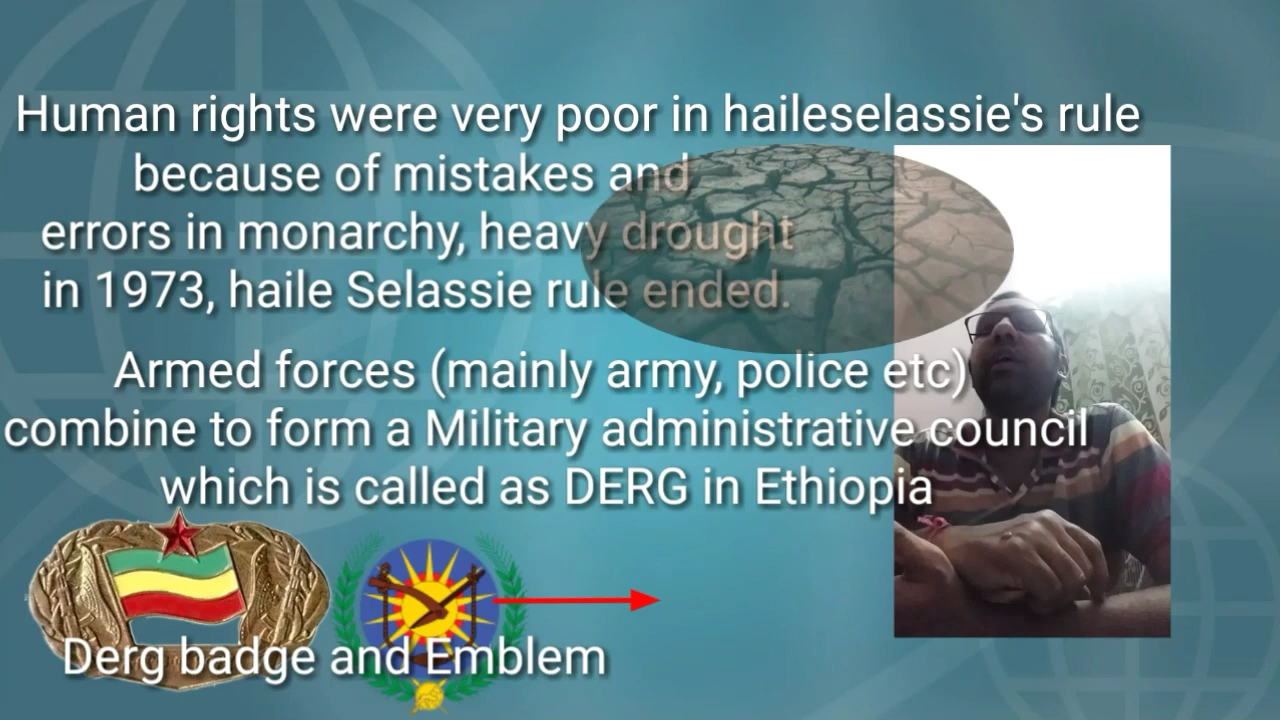 Human rights were very poor in haileselassie's rule
because of mistakes and
errors in monarchy, heavy drought
in 1973, haile Selassie rule ended.
Armed forces (mainly army, police etc)
combine to form a Military administrative council
which is called as DERG in Ethiopia
Derg badge and Emblem